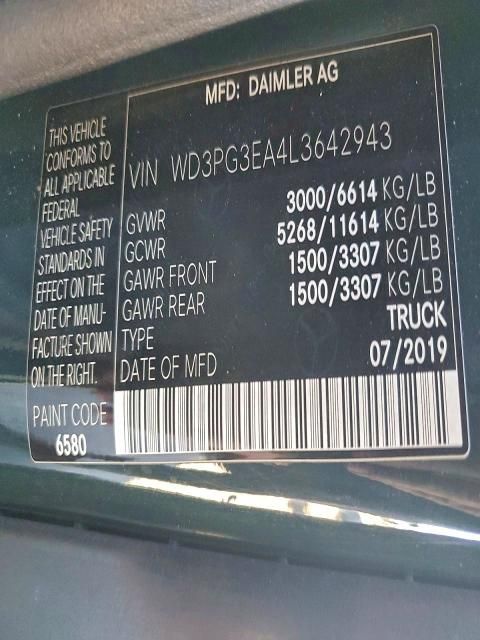 MFD: DAIMLER AG
THIS VEHICLE
CONFORMS TO
ALL APPLICABLE
FEDERAL
VEHICLE SAFETY
STANDARDS IN
EFFECT ON THE
DATE OF MANU-
FACTURE SHOWN
ON THE RIGHT.
VIN WD3PG3EA4L3642943
GVWR 3000/6614 KG/LB
GCWR 5268/11614 KG/LB
GAWR FRONT 1500/3307 KG/LB
GAWR REAR 1500/3307 KG/LB
TYPE TRUCK
DATE OF MFD 07/2019
PAINT CODE
6580